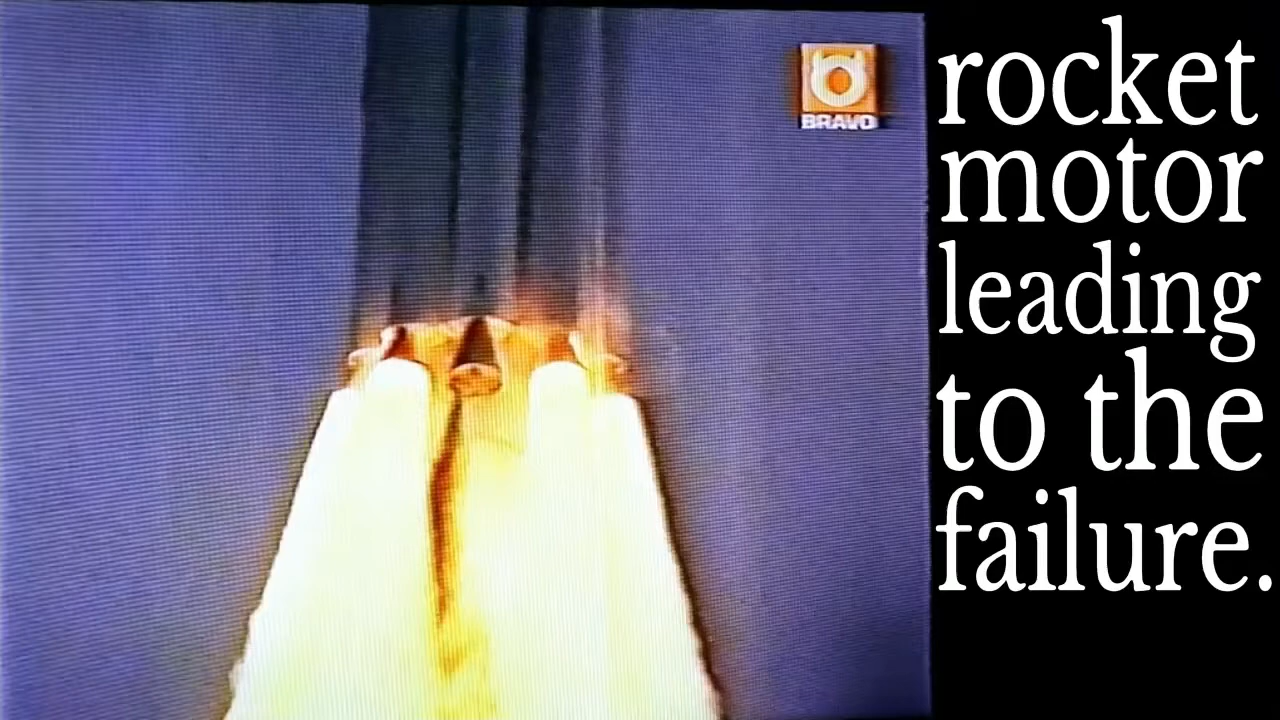 BRAVO
rocket
motor
leading
to the
failure.